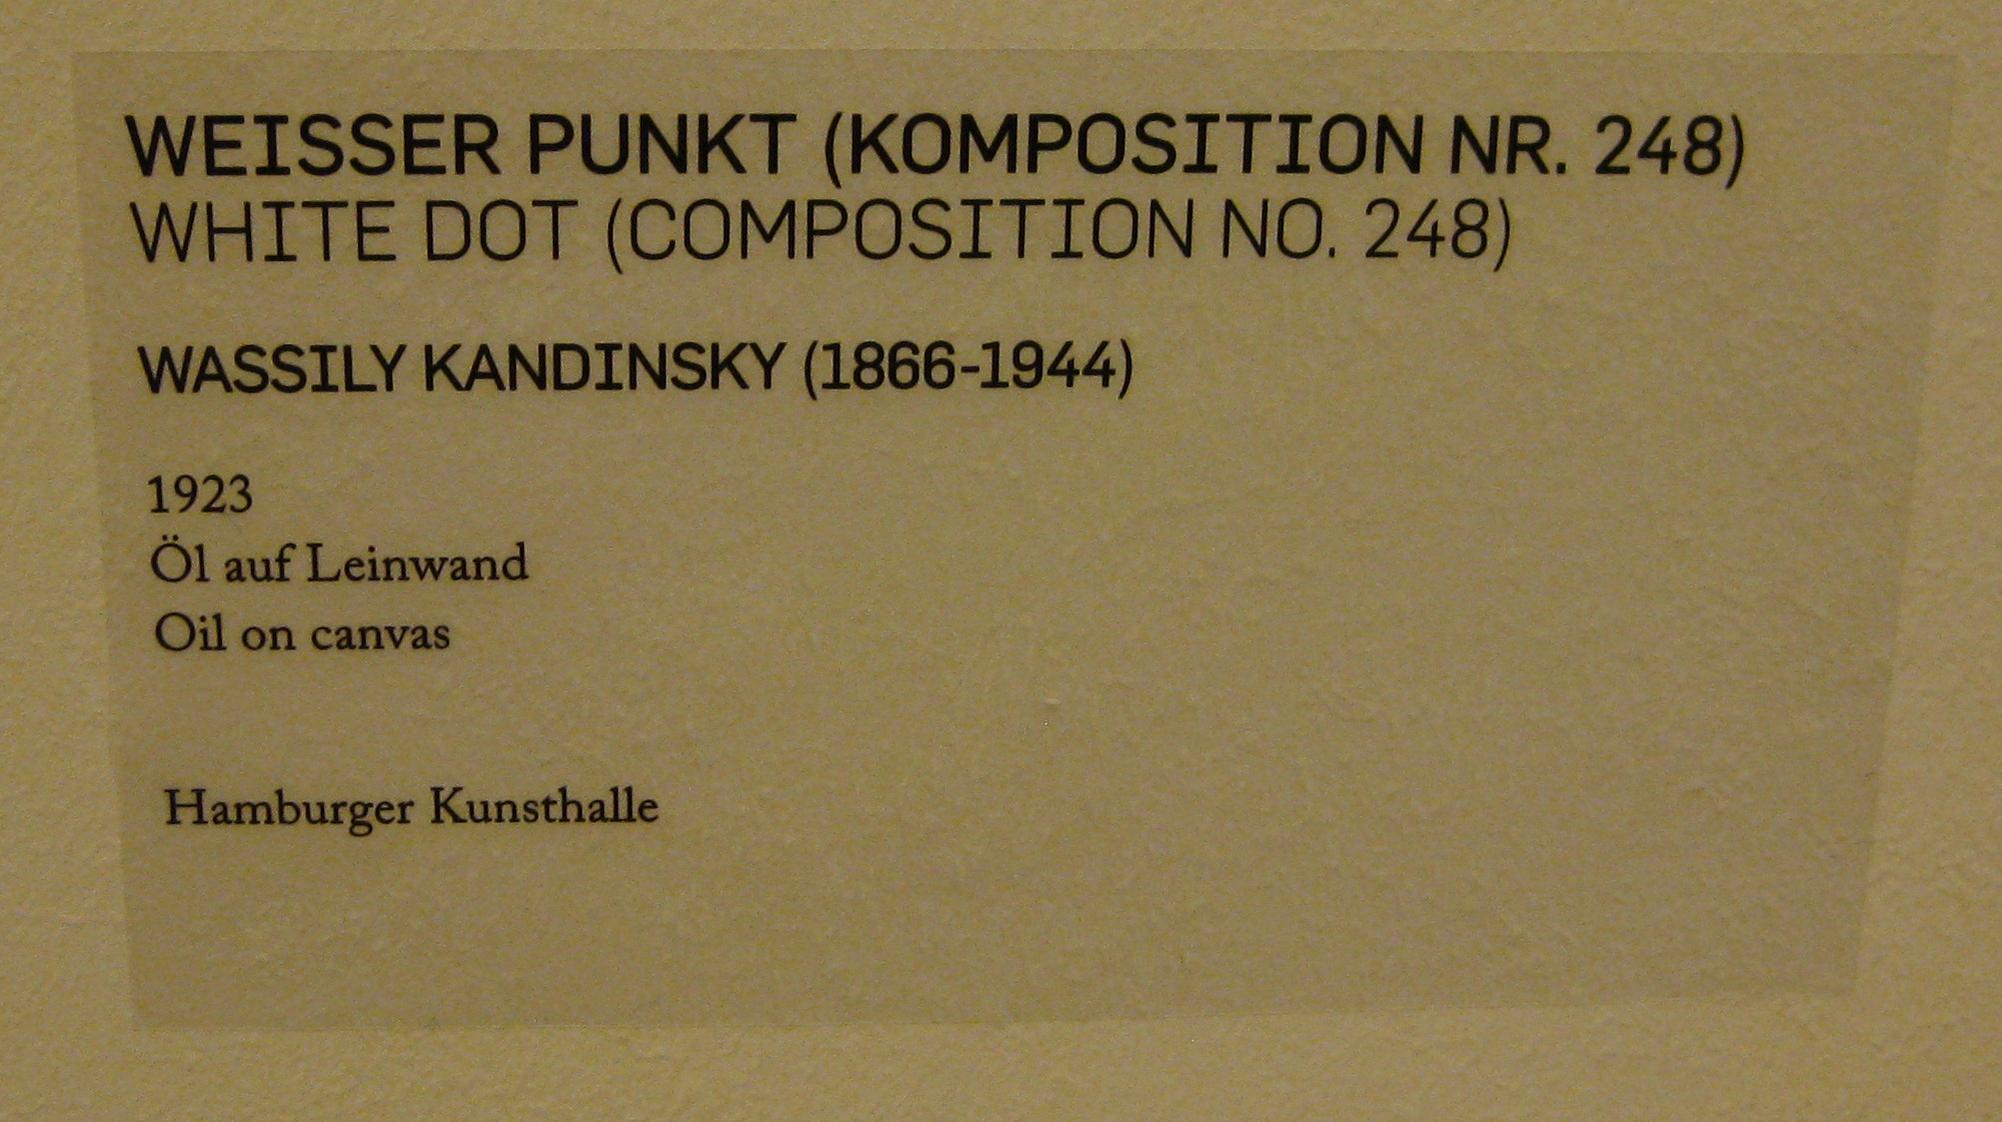 WEISSER PUNKT (KOMPOSITION NR. 248)
WHITE DOT (COMPOSITION NO. 248)
WASSILY KANDINSKY (1866-1944)
1923
Öl auf Leinwand
Oil on canvas
Hamburger Kunsthalle